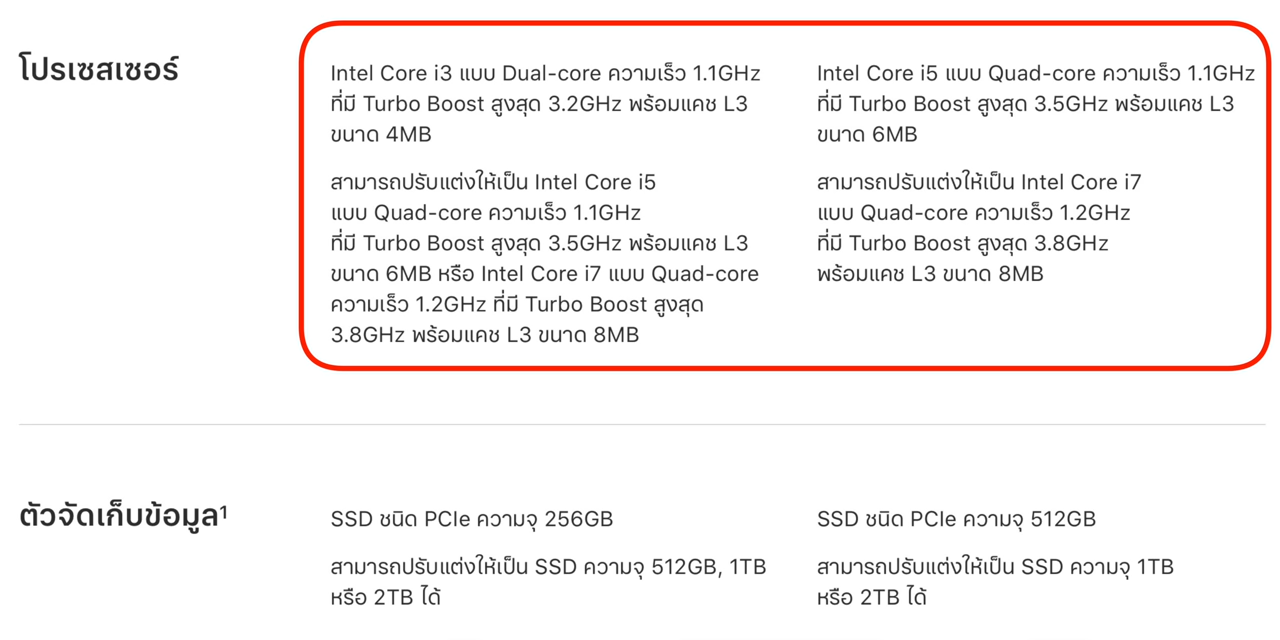 โปรเซสเซอร์
Intel Core i3 แบบ Dual-core ความเร็ว 1.1GHz
ที่มี Turbo Boost สูงสุด 3.2GHz พร้อมแคช L3
ขนาด 4MB
สามารถปรับแต่งให้เป็น Intel Core i5
แบบ Quad-core ความเร็ว 1.1GHz
ที่มี Turbo Boost สูงสุด 3.5GHz พร้อมแคช L3
ขนาด 6MB หรือ Intel Core i7 แบบ Quad-core
ความเร็ว 1.2GHz ที่มี Turbo Boost สูงสุด
3.8GHz พร้อมแคช L3 ขนาด 8MB
Intel Core i5 แบบ Quad-core ความเร็ว 1.1GHz
ที่มี Turbo Boost สูงสุด 3.5GHz พร้อมแคช L3
ขนาด 6MB
สามารถปรับแต่งให้เป็น Intel Core i7
แบบ Quad-core ความเร็ว 1.2GHz
ที่มี Turbo Boost สูงสุด 3.8GHz
พร้อมแคช L3 ขนาด 8MB
ตัวจัดเก็บข้อมูล¹
SSD ชนิด PCIe ความจุ 256GB
สามารถปรับแต่งให้เป็น SSD ความจุ 512GB, 1TB
หรือ 2TB ได้
SSD ชนิด PCIe ความจุ 512GB
สามารถปรับแต่งให้เป็น SSD ความจุ 1TB
หรือ 2TB ได้